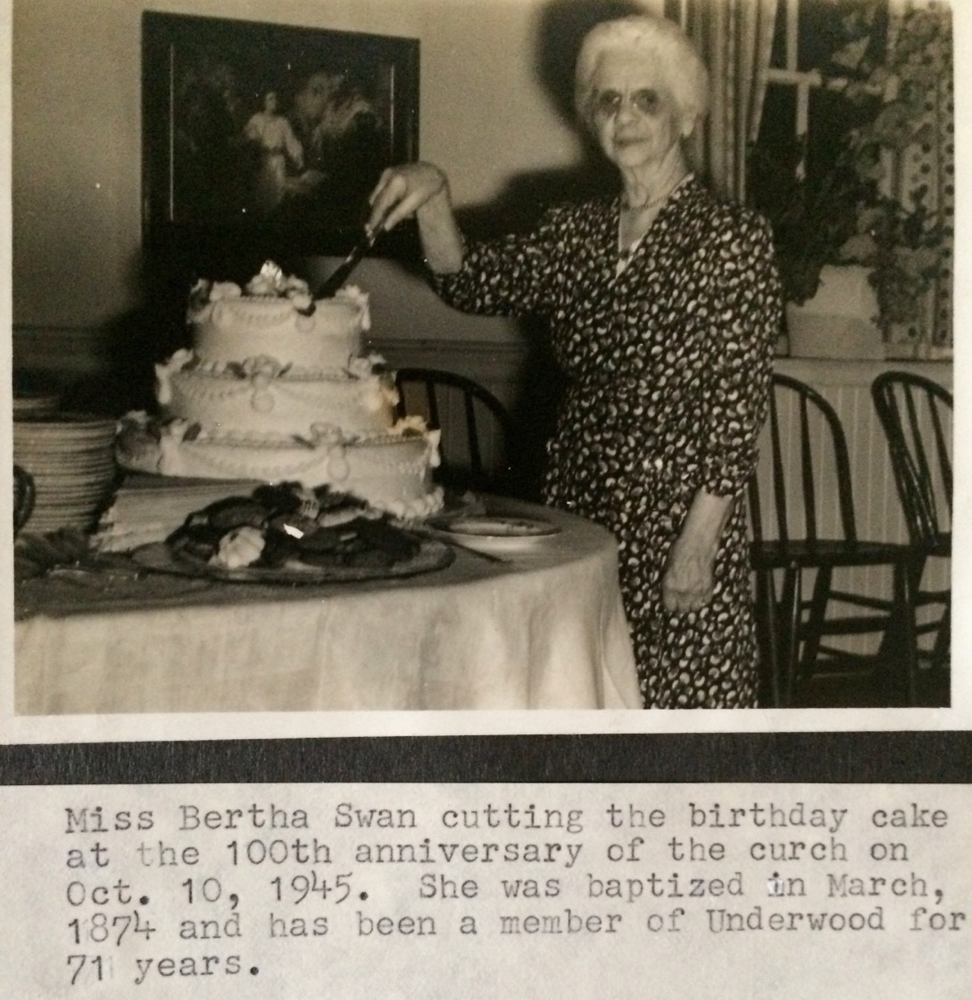 Miss Bertha Swan cutting the birthday cake
at the 100th anniversary of the curch on
Oct. 10, 1945.  She was baptized in March,
1874 and has been a member of Underwood for
71 years.